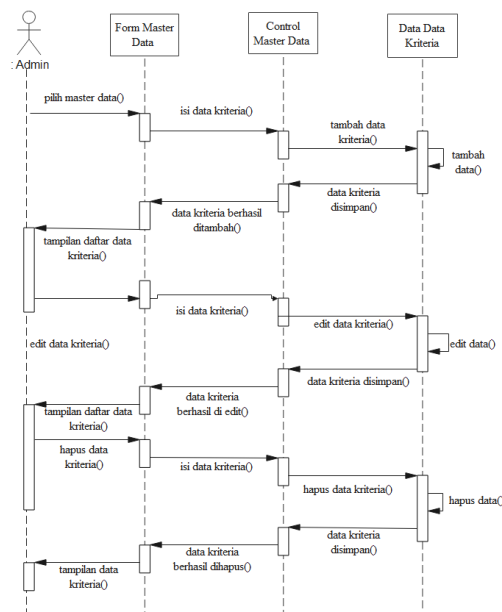 Form Master
Data
Control
Master Data
Data Data
Kriteria
: Admin
pilih master data()
isi data kriteria()
tambah data
kriteria()
tambah
data()
data kriteria
disimpan()
data kriteria berhasil
ditambah()
tampilan daftar data
kriteria()
isi data kriteria()
edit data kriteria()
edit data kriteria()
edit data()
data kriteria disimpan()
data kriteria
berhasil di edit()
tampilan daftar data
kriteria()
hapus data
kriteria()
isi data kriteria()
hapus data kriteria()
hapus data()
data kriteria
disimpan()
data kriteria
berhasil dihapus()
tampilan data
kriteria()